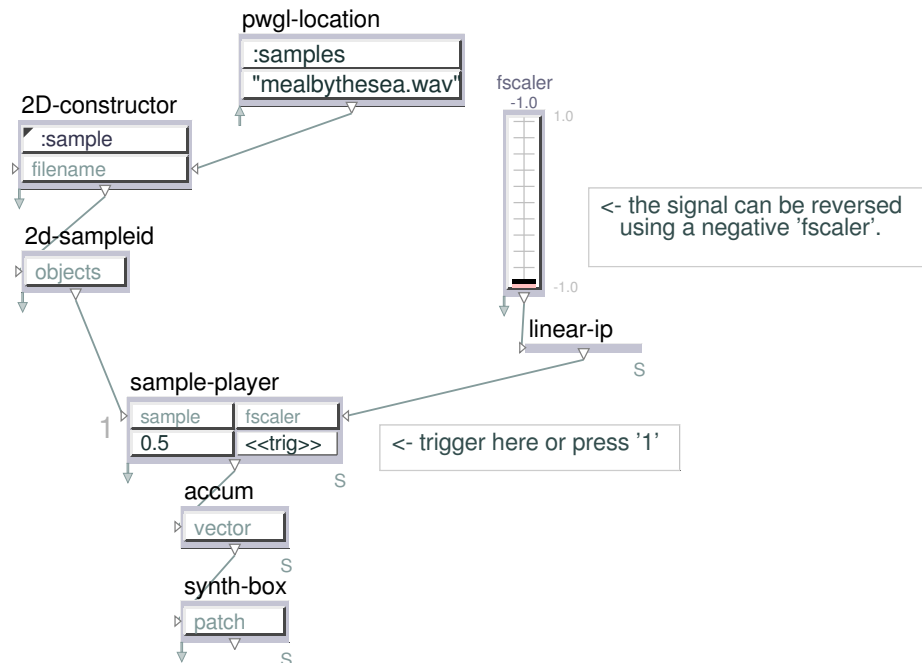 pwgl-location
:samples
"mealbythesea.wav"
2D-constructor
:sample
filename
fscaler
-1.0
1.0
-1.0
<- the signal can be reversed
using a negative 'fscaler'.
2d-sampleid
objects
linear-ip
S
sample-player
1
sample fscaler
0.5 <<trig>>
S
<- trigger here or press '1'
accum
vector
S
synth-box
patch
S